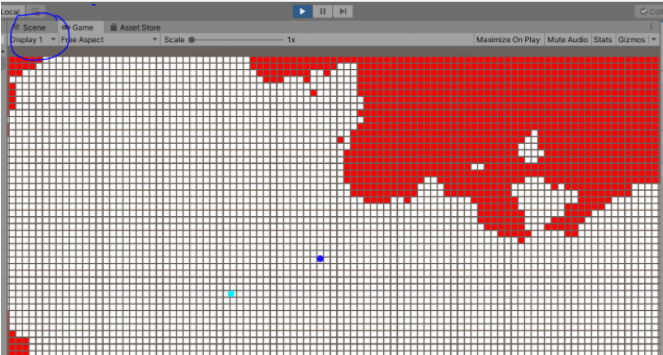 Local
Scene Game Asset Store
Display 1 Free Aspect Scale 1x Maximize On Play Mute Audio Stats Gizmos